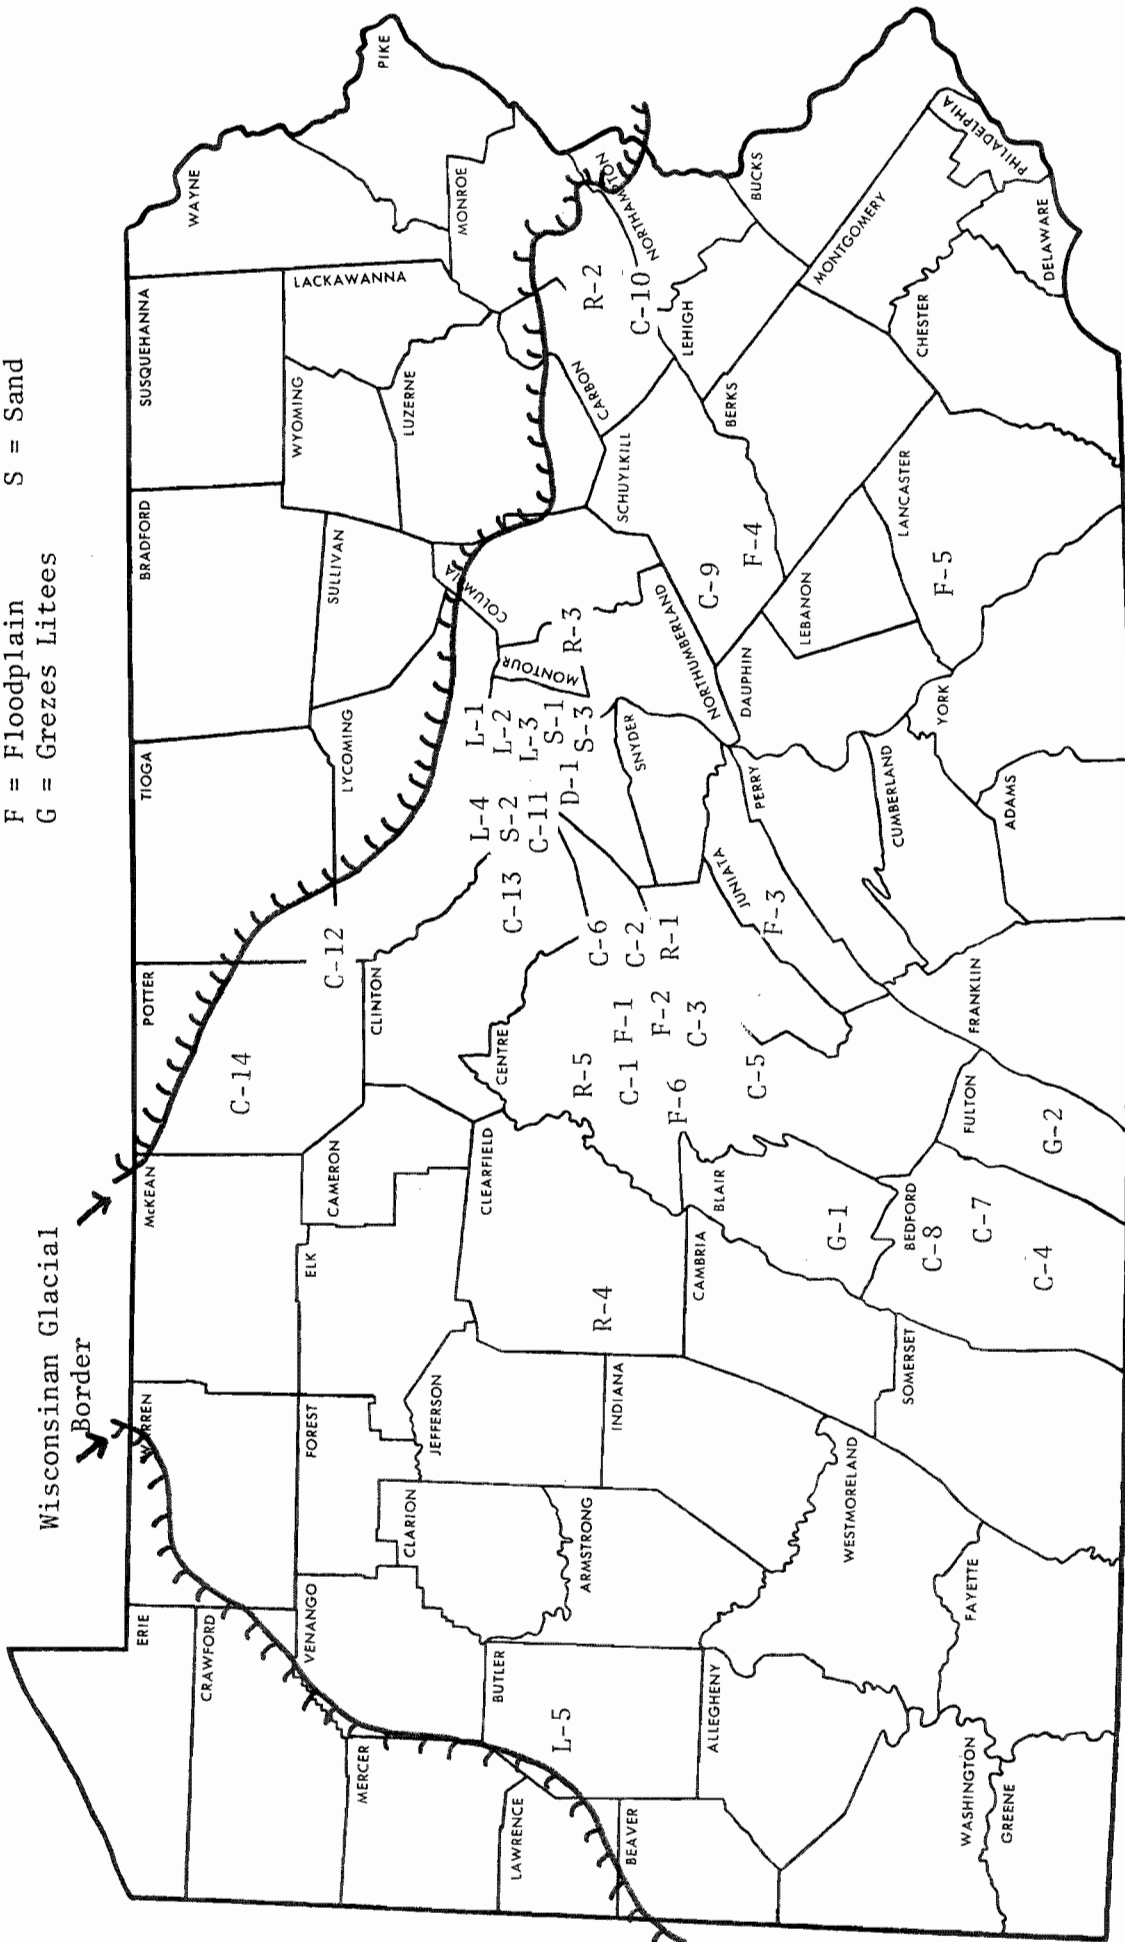 F = Floodplain S = Sand
G = Grezes Litees
Wisconsinan Glacial
Border
ERIE
CRAWFORD
WARREN
McKEAN
POTTER
TIOGA
BRADFORD
SUSQUEHANNA
WAYNE
WYOMING
LACKAWANNA
PIKE
MERCER
VENANGO
FOREST
ELK
CAMERON
C-14
C-12
CLINTON
LYCOMING
SULLIVAN
LUZERNE
MONROE
LAWRENCE
BUTLER
CLARION
JEFFERSON
CLEARFIELD
CENTRE
C-13
L-4
S-2
C-11
D-1
L-1
L-2
L-3
S-1
S-3
COLUMBIA
MONTOUR
R-3
CARBON
R-2
NORTHAMPTON
C-10
LEHIGH
L-5
ARMSTRONG
INDIANA
R-4
R-5
C-1
F-1
F-2
C-3
C-6
C-2
R-1
SNYDER
NORTHUMBERLAND
SCHUYLKILL
BEAVER
ALLEGHENY
CAMBRIA
BLAIR
F-6
C-5
JUNIATA
F-3
PERRY
DAUPHIN
C-9
F-4
BERKS
BUCKS
MONTGOMERY
PHILADELPHIA
WESTMORELAND
G-1
CUMBERLAND
LEBANON
LANCASTER
F-5
CHESTER
DELAWARE
WASHINGTON
GREENE
FAYETTE
SOMERSET
BEDFORD
C-8
C-7
C-4
FULTON
G-2
FRANKLIN
ADAMS
YORK